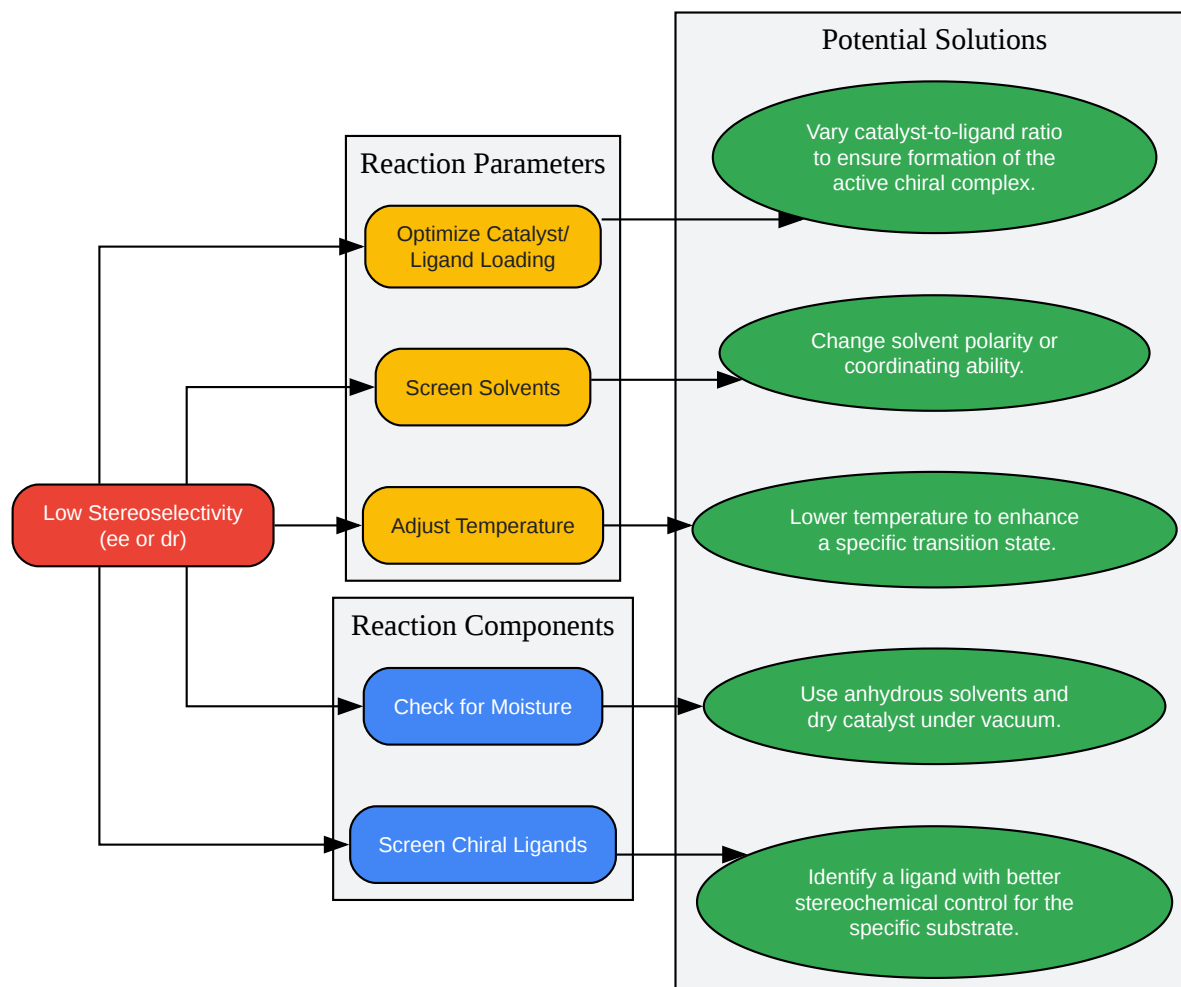 Potential Solutions
Vary catalyst-to-ligand ratio
to ensure formation of the
active chiral complex.
Reaction Parameters
Optimize Catalyst/
Ligand Loading
Change solvent polarity or
coordinating ability.
Screen Solvents
Low Stereoselectivity
(ee or dr)
Adjust Temperature
Lower temperature to enhance
a specific transition state.
Reaction Components
Check for Moisture
Use anhydrous solvents and
dry catalyst under vacuum.
Screen Chiral Ligands
Identify a ligand with better
stereochemical control for the
specific substrate.